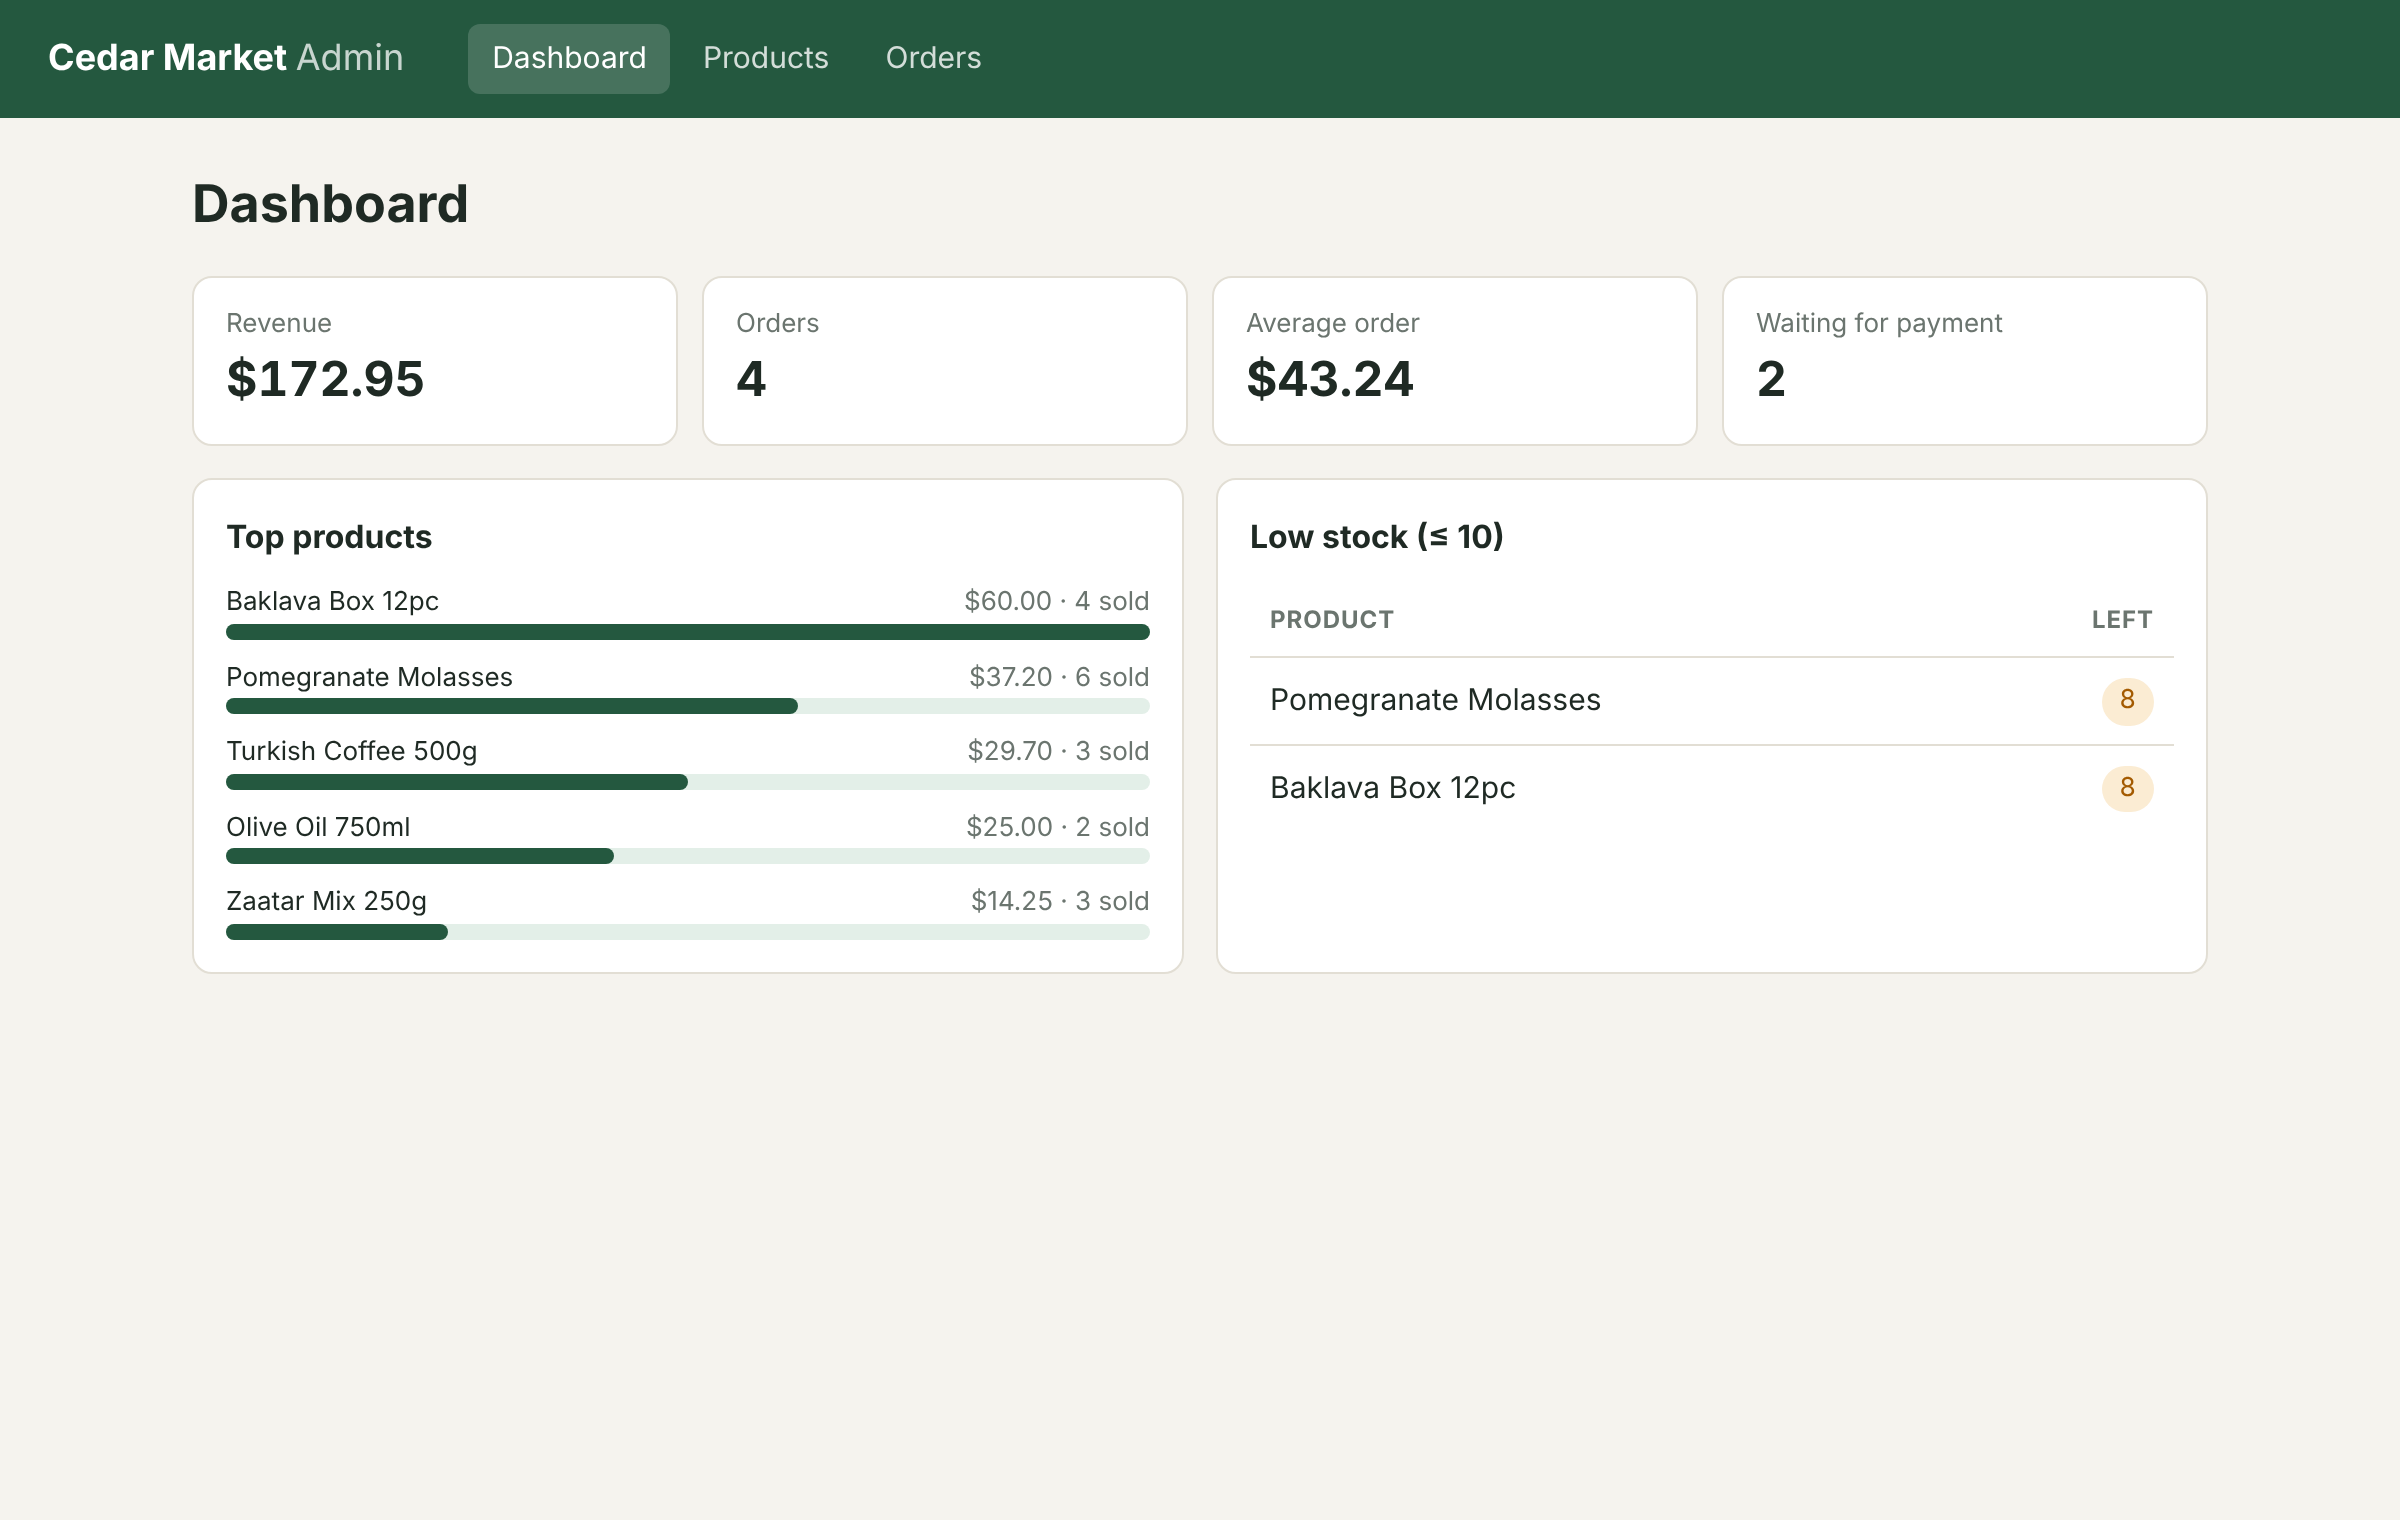 Cedar Market Admin Dashboard Products Orders
Dashboard
Revenue
$172.95
Orders
4
Average order
$43.24
Waiting for payment
2
Top products
Baklava Box 12pc $60.00 · 4 sold
Pomegranate Molasses $37.20 · 6 sold
Turkish Coffee 500g $29.70 · 3 sold
Olive Oil 750ml $25.00 · 2 sold
Zaatar Mix 250g $14.25 · 3 sold
Low stock (≤ 10)
PRODUCT LEFT
Pomegranate Molasses 8
Baklava Box 12pc 8